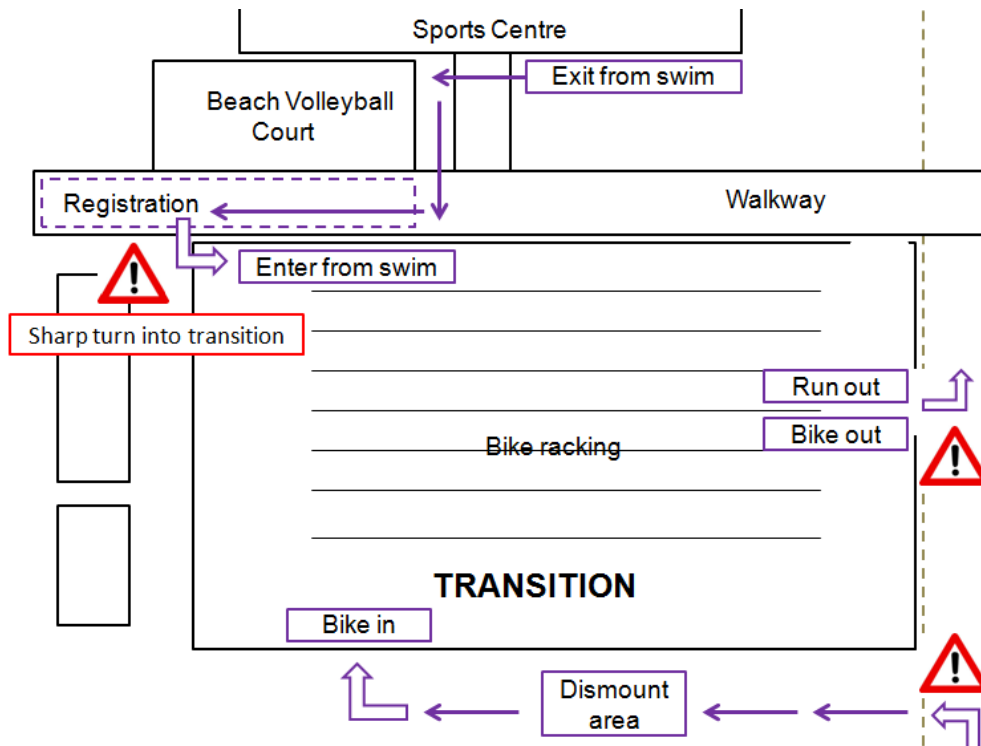 Sports Centre
Exit from swim
Beach Volleyball
Court
Registration
Walkway
Enter from swim
Sharp turn into transition
Run out
Bike out
Bike racking
TRANSITION
Bike in
Dismount
area